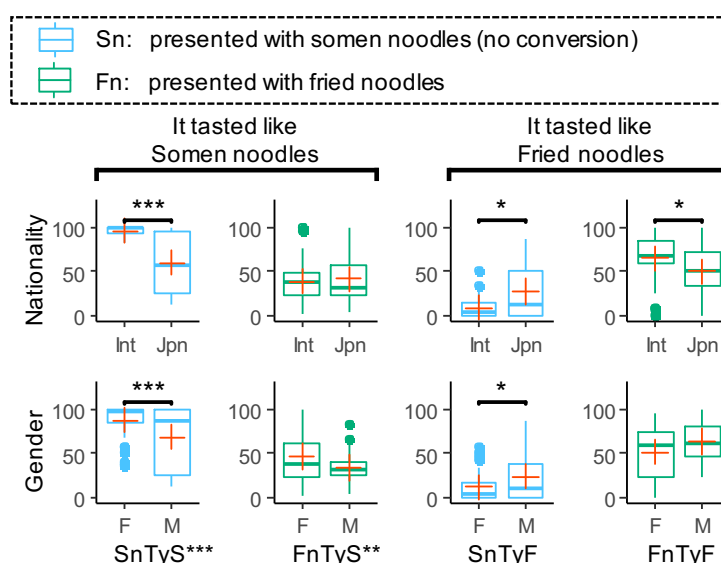 Sn: presented with somen noodles (no conversion)
Fn: presented with fried noodles
It tasted like
Somen noodles
It tasted like
Fried noodles
Nationality
100
50
0
***
Int Jpn
100
50
0
Int Jpn
100
50
0
*
Int Jpn
100
50
0
*
Int Jpn
Gender
100
50
0
***
F M
100
50
0
F M
100
50
0
*
F M
100
50
0
F M
SnTyS*** FnTyS** SnTyF FnTyF